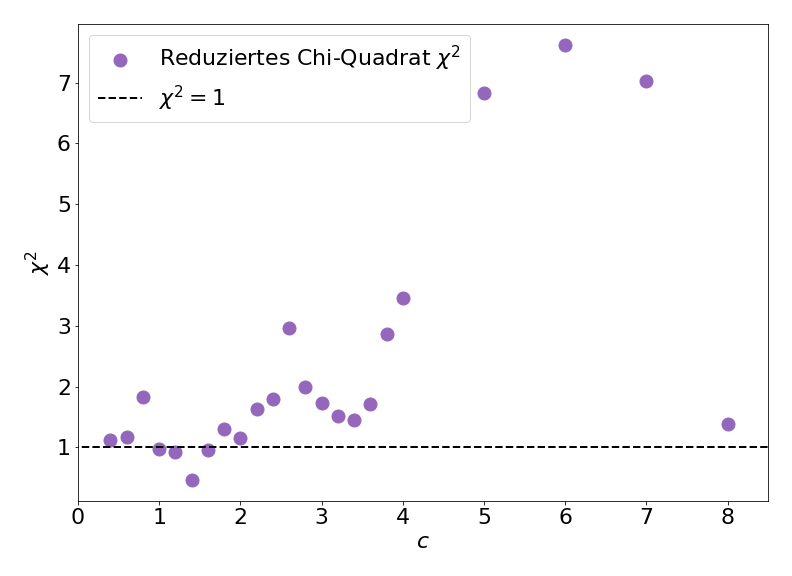 Reduziertes Chi-Quadrat χ²
χ² = 1
χ²
7
6
5
4
3
2
1
0 1 2 3 4 5 6 7 8
c